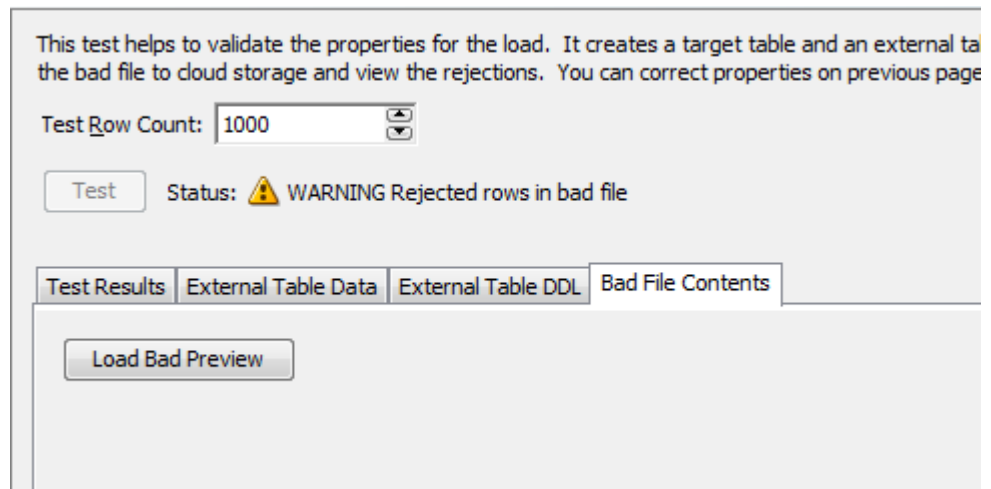 This test helps to validate the properties for the load. It creates a target table and an external
the bad file to cloud storage and view the rejections. You can correct properties on previous
Test Row Count: 1000
Test Status: WARNING Rejected rows in bad file
Test Results External Table Data External Table DDL Bad File Contents
Load Bad Preview